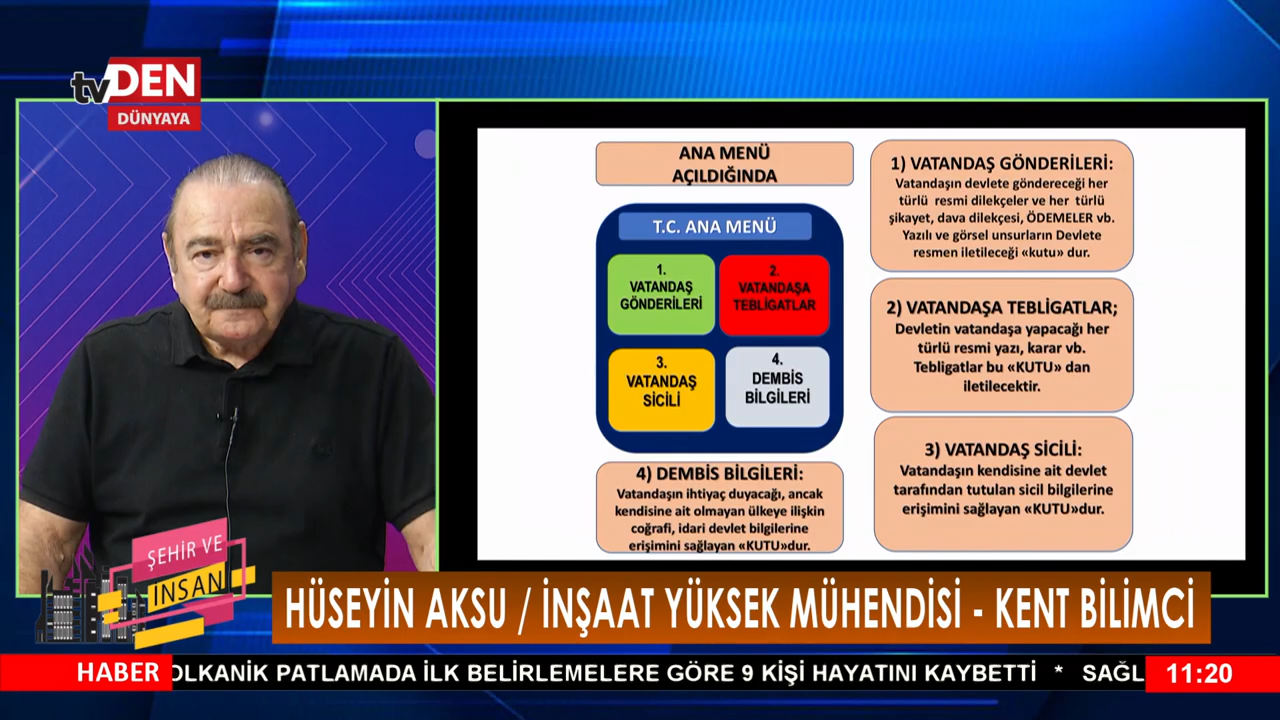 tvDEN
DÜNYAYA
ANA MENÜ
AÇILDIĞINDA
T.C. ANA MENÜ
1.
VATANDAŞ
GÖNDERİLERİ
2.
VATANDAŞA
TEBLİGATLAR
3.
VATANDAŞ
SİCİLİ
4.
DEMBİS
BİLGİLERİ
4) DEMBİS BİLGİLERİ:
Vatandaşın ihtiyaç duyacağı, ancak
kendisine ait olmayan ülkeye ilişkin
coğrafi, idari devlet bilgilerine
erişimini sağlayan «KUTU»dur.
1) VATANDAŞ GÖNDERİLERİ:
Vatandaşın devlete göndereceği her
türlü resmi dilekçeler ve her türlü
şikayet, dava dilekçesi, ÖDEMELER vb.
Yazılı ve görsel unsurların Devlete
resmen iletileceği «kutu» dur.
2) VATANDAŞA TEBLİGATLAR;
Devletin vatandaşa yapacağı her
türlü resmi yazı, karar vb.
Tebligatlar bu «KUTU» dan
iletilecektir.
3) VATANDAŞ SİCİLİ:
Vatandaşın kendisine ait devlet
tarafından tutulan sicil bilgilerine
erişimini sağlayan «KUTU»dur.
ŞEHİR VE
İNSAN
HÜSEYİN AKSU / İNŞAAT YÜKSEK MÜHENDİSİ - KENT BİLİMCİ
HABER OLKANİK PATLAMADA İLK BELİRLEMELERE GÖRE 9 KİŞİ HAYATINI KAYBETTİ * SAĞL 11:20